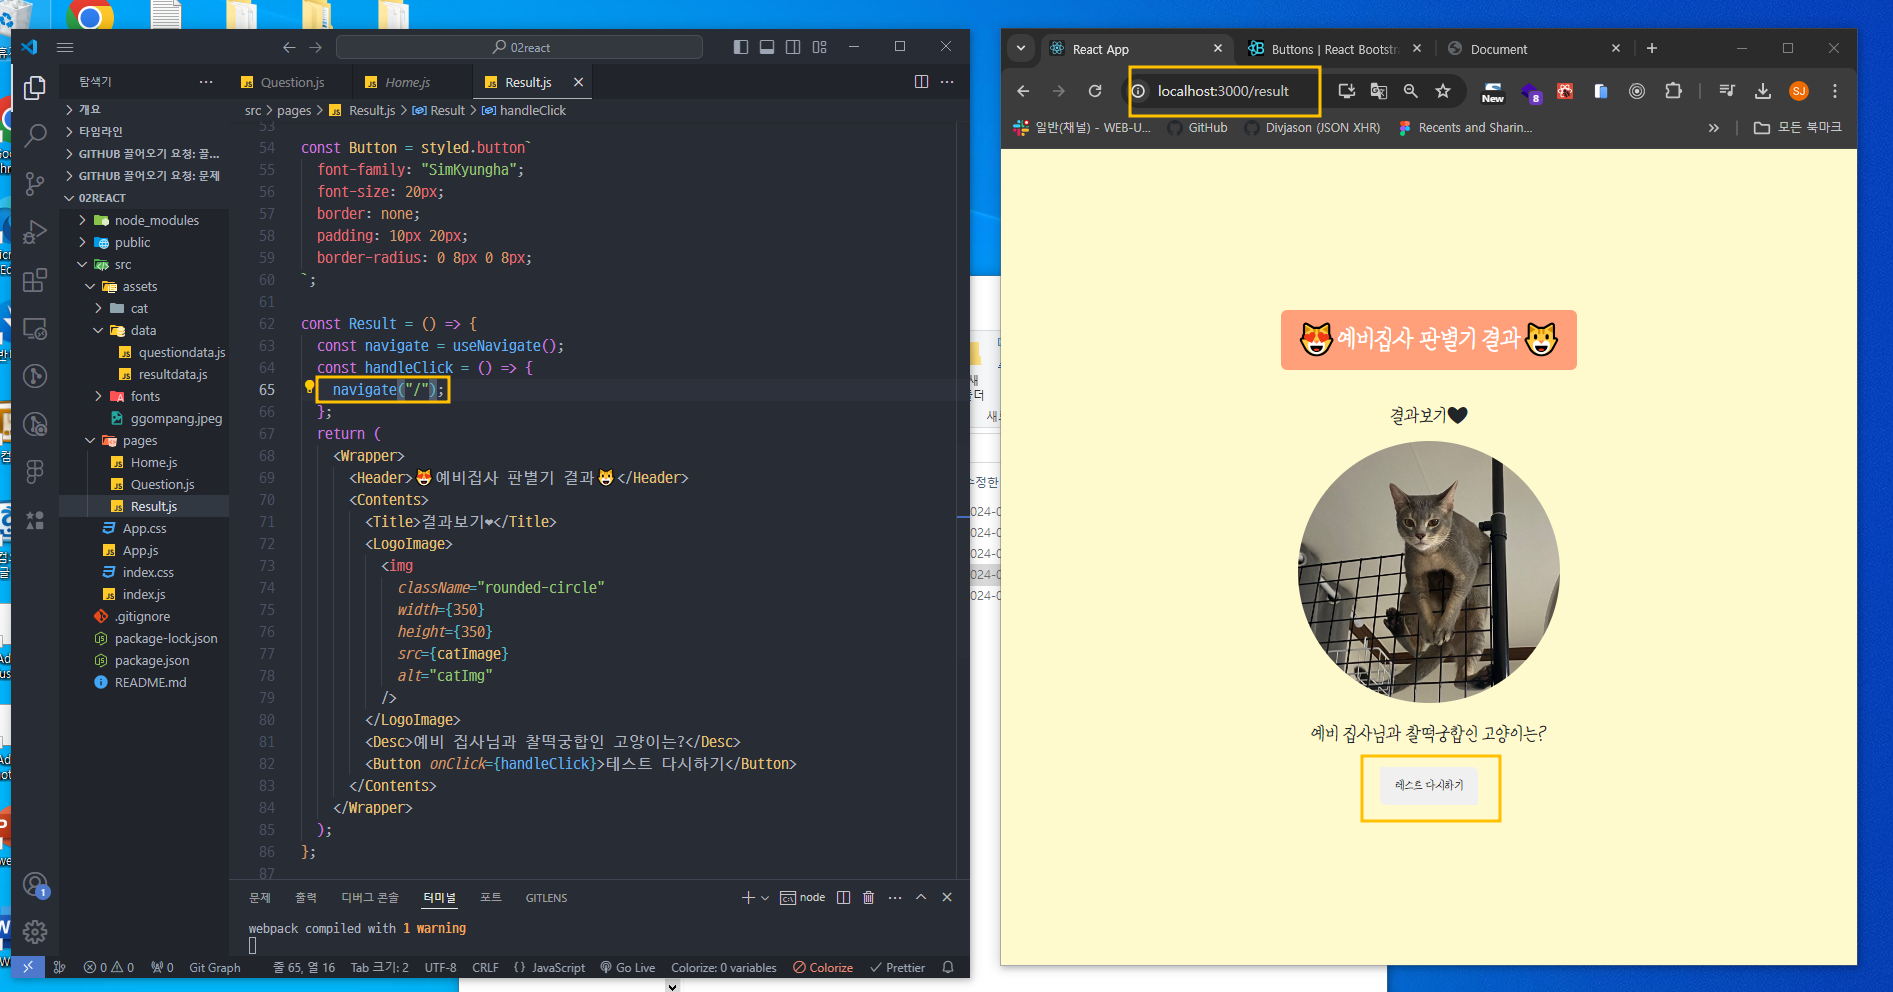 02react
탐색기
Question.js
Home.js
Result.js
src > pages > Result.js > Result > handleClick
개요
타임라인
GITHUB 끌어오기 요청: 끌...
GITHUB 끌어오기 요청: 문제
02REACT
node_modules
public
src
assets
cat
data
questiondata.js
resultdata.js
fonts
ggompang.jpeg
pages
Home.js
Question.js
Result.js
App.css
App.js
index.css
index.js
.gitignore
package-lock.json
package.json
README.md
53
54 const Button = styled.button`
55 font-family: "SimKyungha";
56 font-size: 20px;
57 border: none;
58 padding: 10px 20px;
59 border-radius: 0 8px 0 8px;
60 `;
61
62 const Result = () => {
63 const navigate = useNavigate();
64 const handleClick = () => {
65 navigate("/");
66 };
67 return (
68 <Wrapper>
69 <Header>😻예비집사 판별기 결과😺</Header>
70 <Contents>
71 <Title>결과보기❤</Title>
72 <LogoImage>
73 <img
74 className="rounded-circle"
75 width={350}
76 height={350}
77 src={catImage}
78 alt="catImg"
79 />
80 </LogoImage>
81 <Desc>예비 집사님과 찰떡궁합인 고양이는?</Desc>
82 <Button onClick={handleClick}>테스트 다시하기</Button>
83 </Contents>
84 </Wrapper>
85 );
86 };
87
문제 출력 디버그 콘솔 터미널 포트 GITLENS
node
webpack compiled with 1 warning
1
0 0 0 Git Graph 줄 65, 열 16 Tab 크기: 2 UTF-8 CRLF {} JavaScript Go Live Colorize: 0 variables Colorize Prettier
React App
Buttons | React Bootstr
Document
localhost:3000/result
New
8
SJ
일반(채널) - WEB-U...
GitHub
Divjason (JSON XHR)
Recents and Sharin...
모든 북마크
😻예비집사 판별기 결과😺
결과보기🖤
예비 집사님과 찰떡궁합인 고양이는?
테스트 다시하기